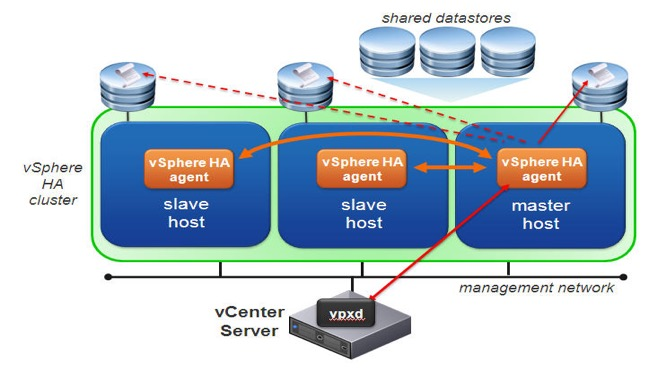 shared datastores
vSphere
HA
cluster
vSphere HA
agent
slave
host
vSphere HA
agent
slave
host
vSphere HA
agent
master
host
management network
vCenter
Server
vpxd